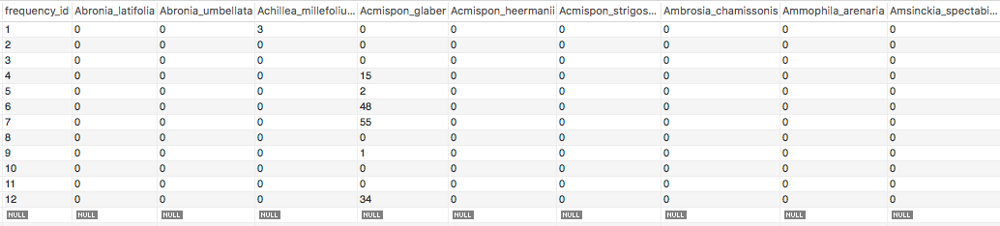 frequency_id Abronia_latifolia Abronia_umbellata Achillea_millefoliu... Acmispon_glaber Acmispon_heermanii Acmispon_strigos... Ambrosia_chamissonis Ammophila_arenaria Amsinckia_spectabi...
1 0 0 3 0 0 0 0 0 0
2 0 0 0 0 0 0 0 0 0
3 0 0 0 0 0 0 0 0 0
4 0 0 0 15 0 0 0 0 0
5 0 0 0 2 0 0 0 0 0
6 0 0 0 48 0 0 0 0 0
7 0 0 0 55 0 0 0 0 0
8 0 0 0 0 0 0 0 0 0
9 0 0 0 1 0 0 0 0 0
10 0 0 0 0 0 0 0 0 0
11 0 0 0 0 0 0 0 0 0
12 0 0 0 34 0 0 0 0 0
NULL NULL NULL NULL NULL NULL NULL NULL NULL NULL